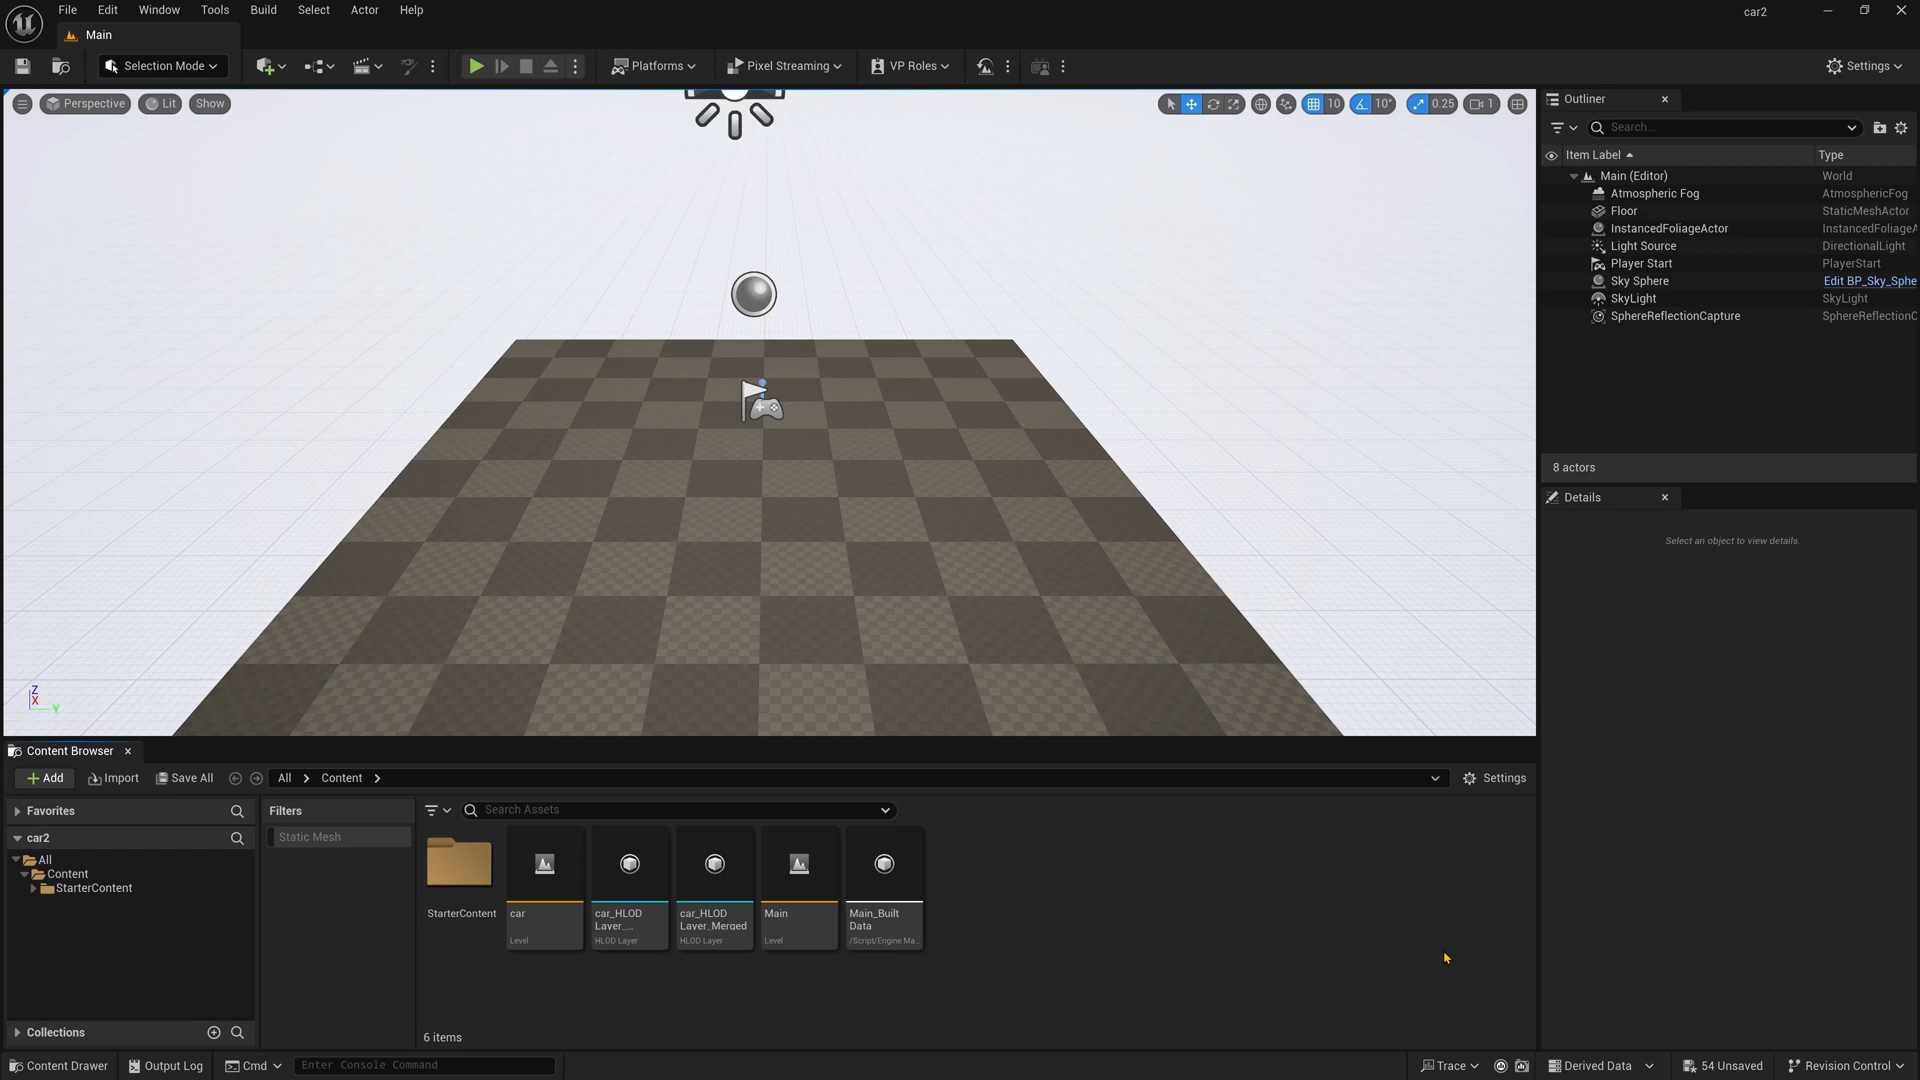 File Edit Window Tools Build Select Actor Help
car2
Main
Selection Mode
Platforms
Pixel Streaming
VP Roles
Settings
Perspective
Lit
Show
10
10°
0.25
1
Outliner
Search...
Item Label
Type
Main (Editor) World
Atmospheric Fog AtmosphericFog
Floor StaticMeshActor
InstancedFoliageActor InstancedFoliageA
Light Source DirectionalLight
Player Start PlayerStart
Sky Sphere Edit BP_Sky_Sphe
SkyLight SkyLight
SphereReflectionCapture SphereReflectionC
8 actors
Details
Select an object to view details.
Z
X
Y
Content Browser
Add
Import
Save All
All
Content
Settings
Favorites
car2
All
Content
StarterContent
Collections
Filters
Static Mesh
Search Assets
StarterContent
car
Level
car_HLOD
Layer_...
HLOD Layer
car_HLOD
Layer_Merged
HLOD Layer
Main
Level
Main_Built
Data
/Script/Engine.Ma...
6 items
Content Drawer
Output Log
Cmd
Enter Console Command
Trace
Derived Data
54 Unsaved
Revision Control